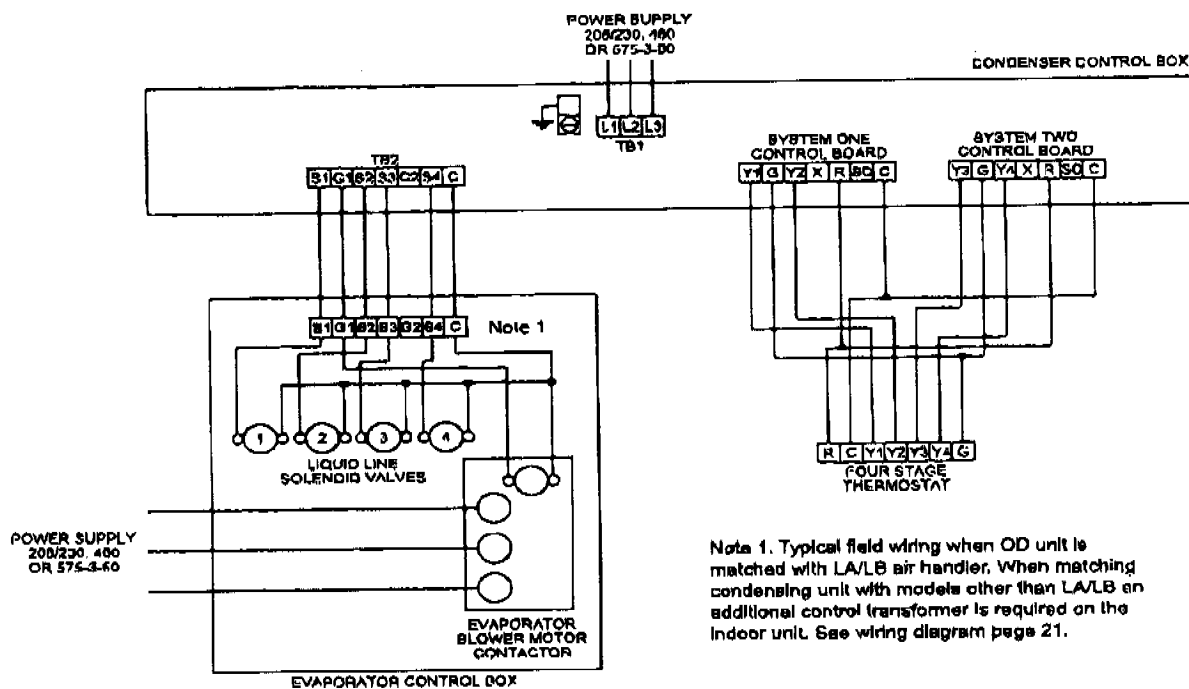 POWER SUPPLY
208/230, 460
OR 575-3-60
CONDENSER CONTROL BOX
L1 L2 L3
TB1
SYSTEM ONE
CONTROL BOARD
Y1 G Y2 X R SC C
SYSTEM TWO
CONTROL BOARD
Y3 G Y4 X R SC C
TB2
S1 G1 S2 S3 G2 S4 C
S1 G1 S2 S3 G2 S4 C
Note 1
1 2 3 4
LIQUID LINE
SOLENOID VALVES
R C Y1 Y2 Y3 Y4 G
FOUR STAGE
THERMOSTAT
POWER SUPPLY
208/230, 460
OR 575-3-60
EVAPORATOR
BLOWER MOTOR
CONTACTOR
EVAPORATOR CONTROL BOX
Note 1. Typical field wiring when OD unit is
matched with LA/LB air handler. When matching
condensing unit with models other than LA/LB an
additional control transformer is required on the
indoor unit. See wiring diagram page 21.